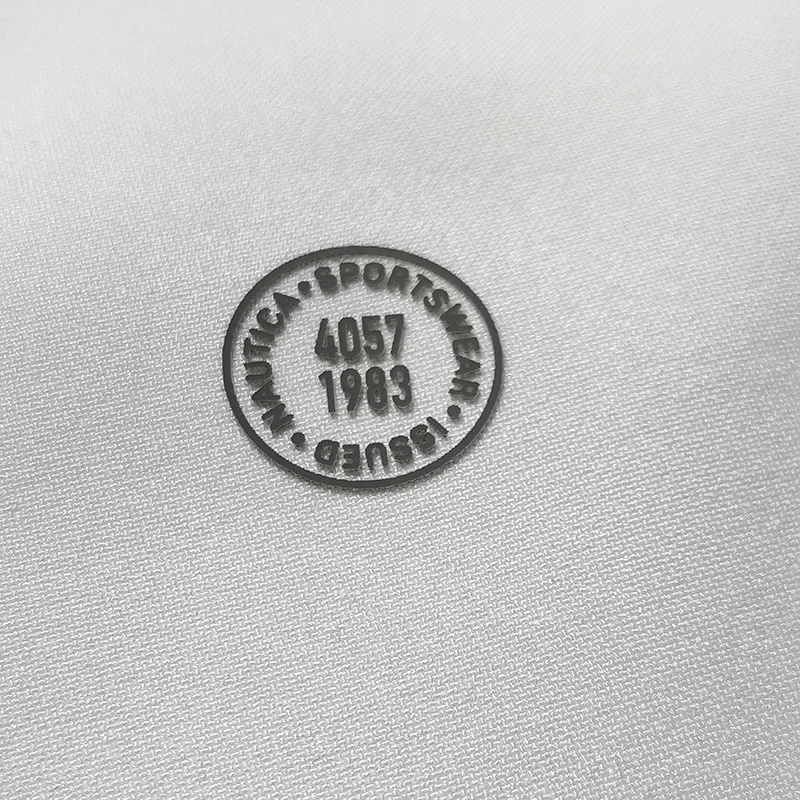 NAUTICA • SPORTSWEAR • ISSUED •
4057
1983